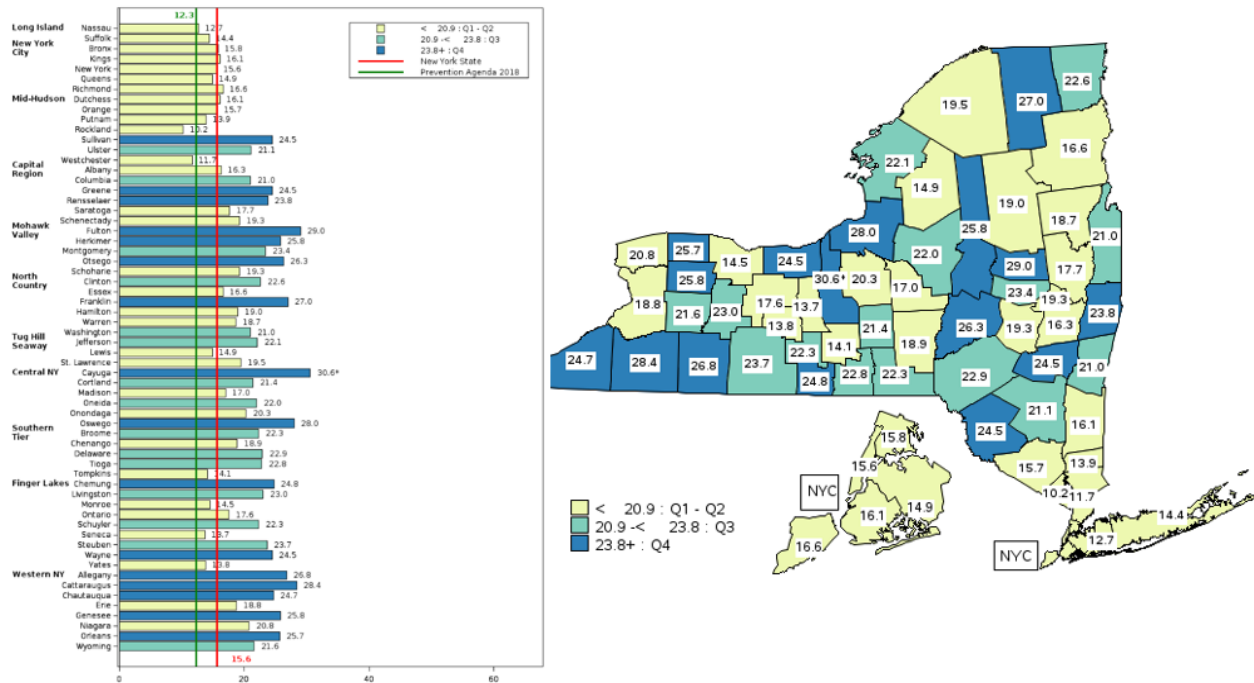 12.3
Long Island Nassau 12.7
Suffolk 14.4
New York
City
Bronx 15.8
Kings 16.1
New York 15.6
Queens 14.9
Richmond 16.6
Mid-Hudson Dutchess 16.1
Orange 15.7
Putnam 13.9
Rockland 10.2
Sullivan 24.5
Ulster 21.1
Westchester 11.7
Capital
Region
Albany 16.3
Columbia 21.0
Greene 24.5
Rensselaer 23.8
Saratoga 17.7
Schenectady 19.3
Mohawk
Valley
Fulton 29.0
Herkimer 25.8
Montgomery 23.4
Otsego 26.3
Schoharie 19.3
North
Country
Clinton 22.6
Essex 16.6
Franklin 27.0
Hamilton 19.0
Warren 18.7
Washington 21.0
Tug Hill
Seaway
Jefferson 22.1
Lewis 14.9
St. Lawrence 19.5
Central NY Cayuga 30.6*
Cortland 21.4
Madison 17.0
Oneida 22.0
Onondaga 20.3
Oswego 28.0
Southern
Tier
Broome 22.3
Chenango 18.9
Delaware 22.9
Tioga 22.8
Tompkins 14.1
Finger Lakes Chemung 24.8
Livingston 23.0
Monroe 14.5
Ontario 17.6
Schuyler 22.3
Seneca 13.7
Steuben 23.7
Wayne 24.5
Yates 13.8
Western NY Allegany 26.8
Cattaraugus 28.4
Chautauqua 24.7
Erie 18.8
Genesee 25.8
Niagara 20.8
Orleans 25.7
Wyoming 21.6
15.6
0 20 40 60
< 20.9 : Q1 - Q2
20.9 -< 23.8 : Q3
23.8+ : Q4
New York State
Prevention Agenda 2018
22.6
27.0
19.5
16.6
22.1
14.9
19.0
18.7
28.0
25.8
21.0
20.8
25.7
14.5
24.5
22.0
29.0
17.7
25.8
30.6*
20.3
17.0
23.4
19.3
18.8
21.6
23.0
17.6
13.7
13.8
21.4
26.3
19.3
16.3
23.8
24.7
28.4
26.8
23.7
22.3
14.1
18.9
24.5
21.0
24.8
22.8
22.3
22.9
21.1
24.5
16.1
15.7
13.9
10.2
11.7
15.8
15.6
NYC
16.1
14.9
16.6
14.4
12.7
NYC
< 20.9 : Q1 - Q2
20.9 -< 23.8 : Q3
23.8+ : Q4